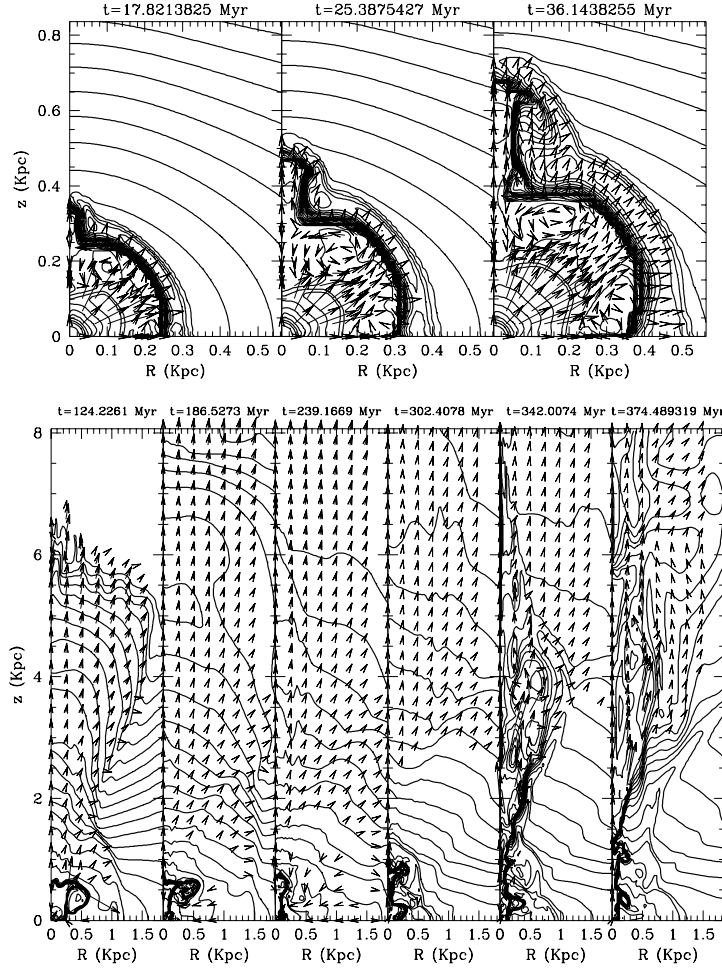 t=17.8213825 Myr t=25.3875427 Myr t=36.1438255 Myr
0.8
0.6
0.4
0.2
0
z (Kpc)
0 0.1 0.2 0.3 0.4 0.5 0 0.1 0.2 0.3 0.4 0.5 0 0.1 0.2 0.3 0.4 0.5
R (Kpc) R (Kpc) R (Kpc)
t=124.2261 Myr t=186.5273 Myr t=239.1669 Myr t=302.4078 Myr t=342.0074 Myr t=374.489319 Myr
8
6
4
2
0
z (Kpc)
0 0.5 1 1.5 0 0.5 1 1.5 0 0.5 1 1.5 0 0.5 1 1.5 0 0.5 1 1.5 0 0.5 1 1.5
R (Kpc) R (Kpc) R (Kpc) R (Kpc) R (Kpc) R (Kpc)